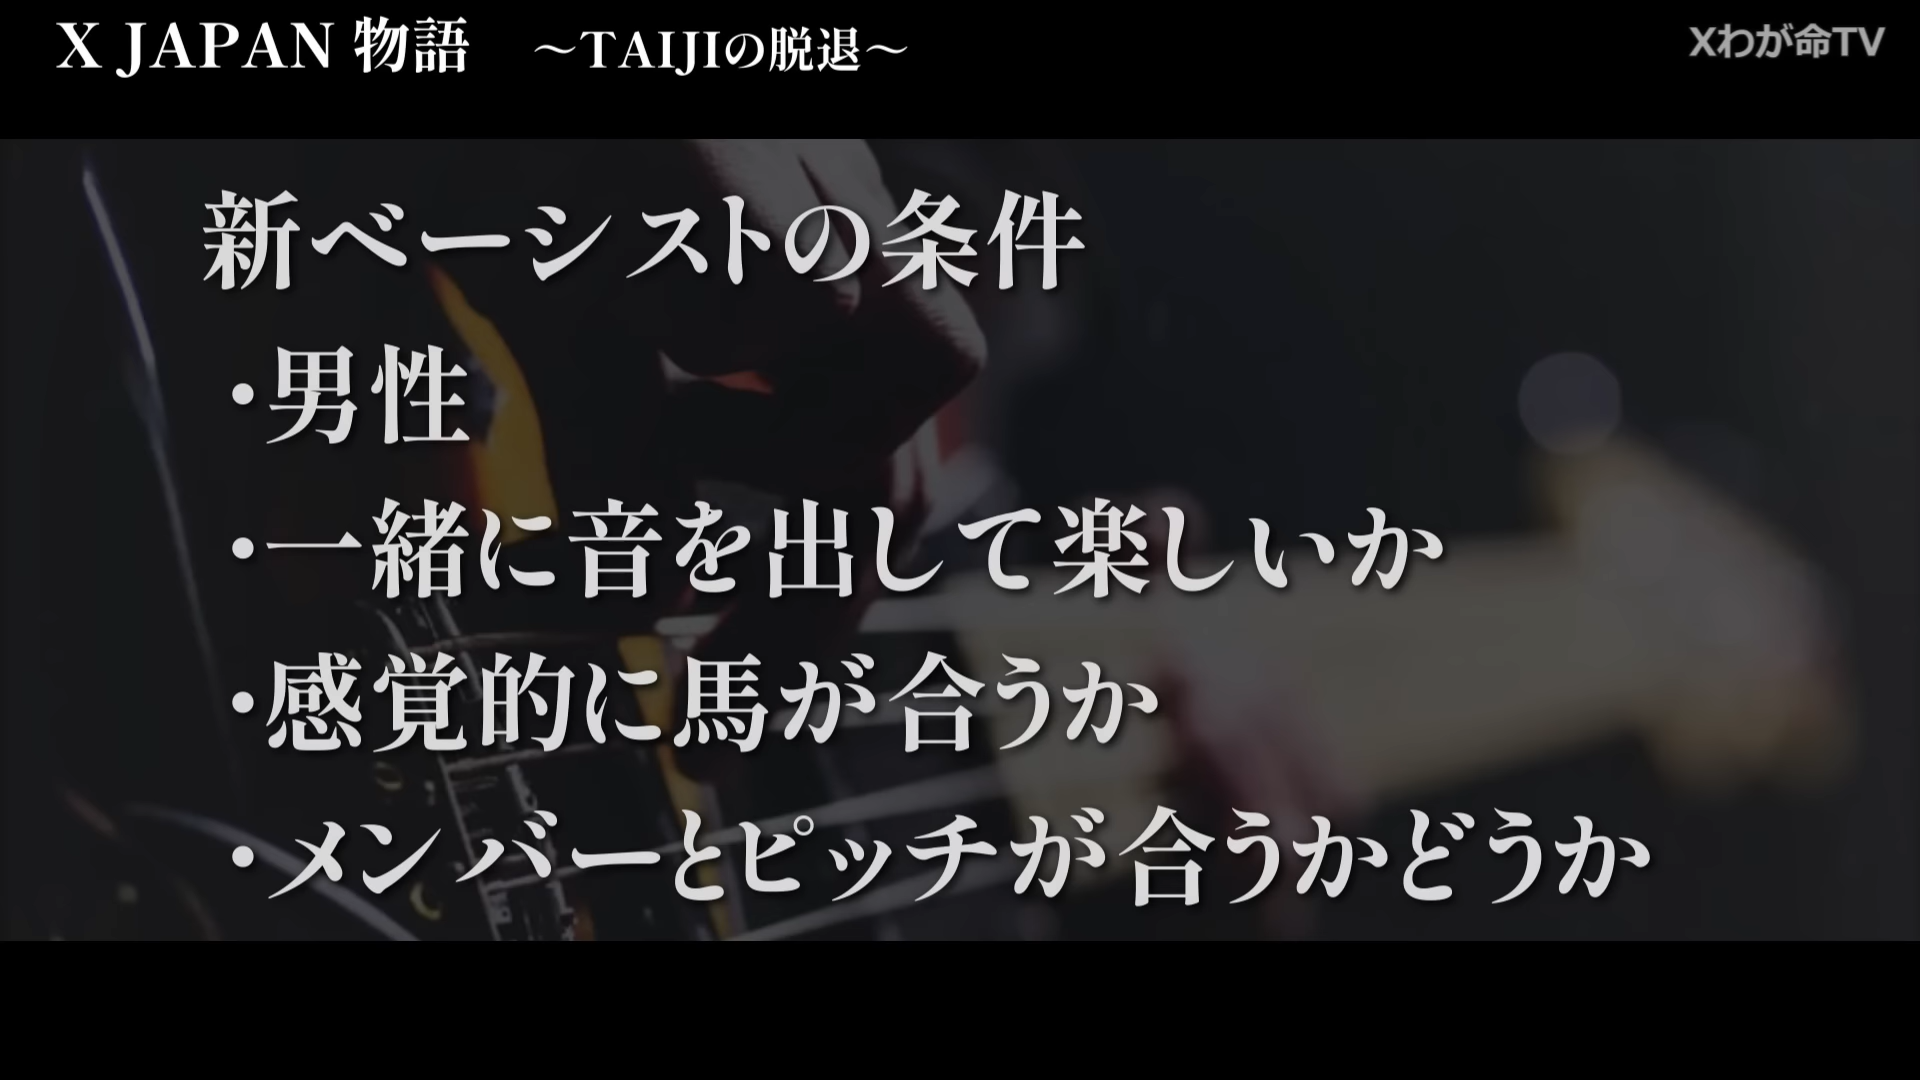 X JAPAN 物語 〜TAIJIの脱退〜
Xわが命TV
新ベーシストの条件
・男性
・一緒に音を出して楽しいか
・感覚的に馬が合うか
・メンバーとピッチが合うかどうか